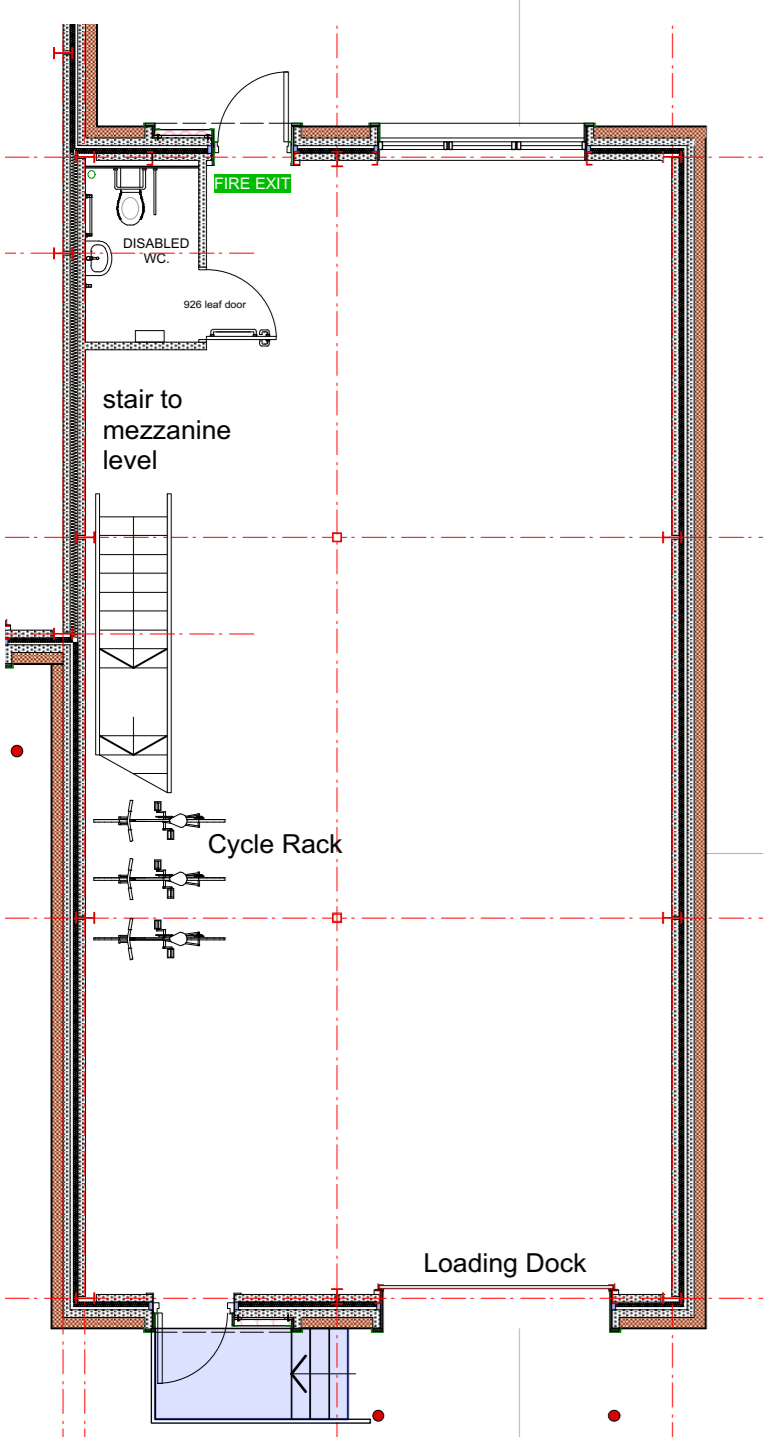 FIRE EXIT
DISABLED
WC.
926 leaf door
stair to
mezzanine
level
Cycle Rack
Loading Dock